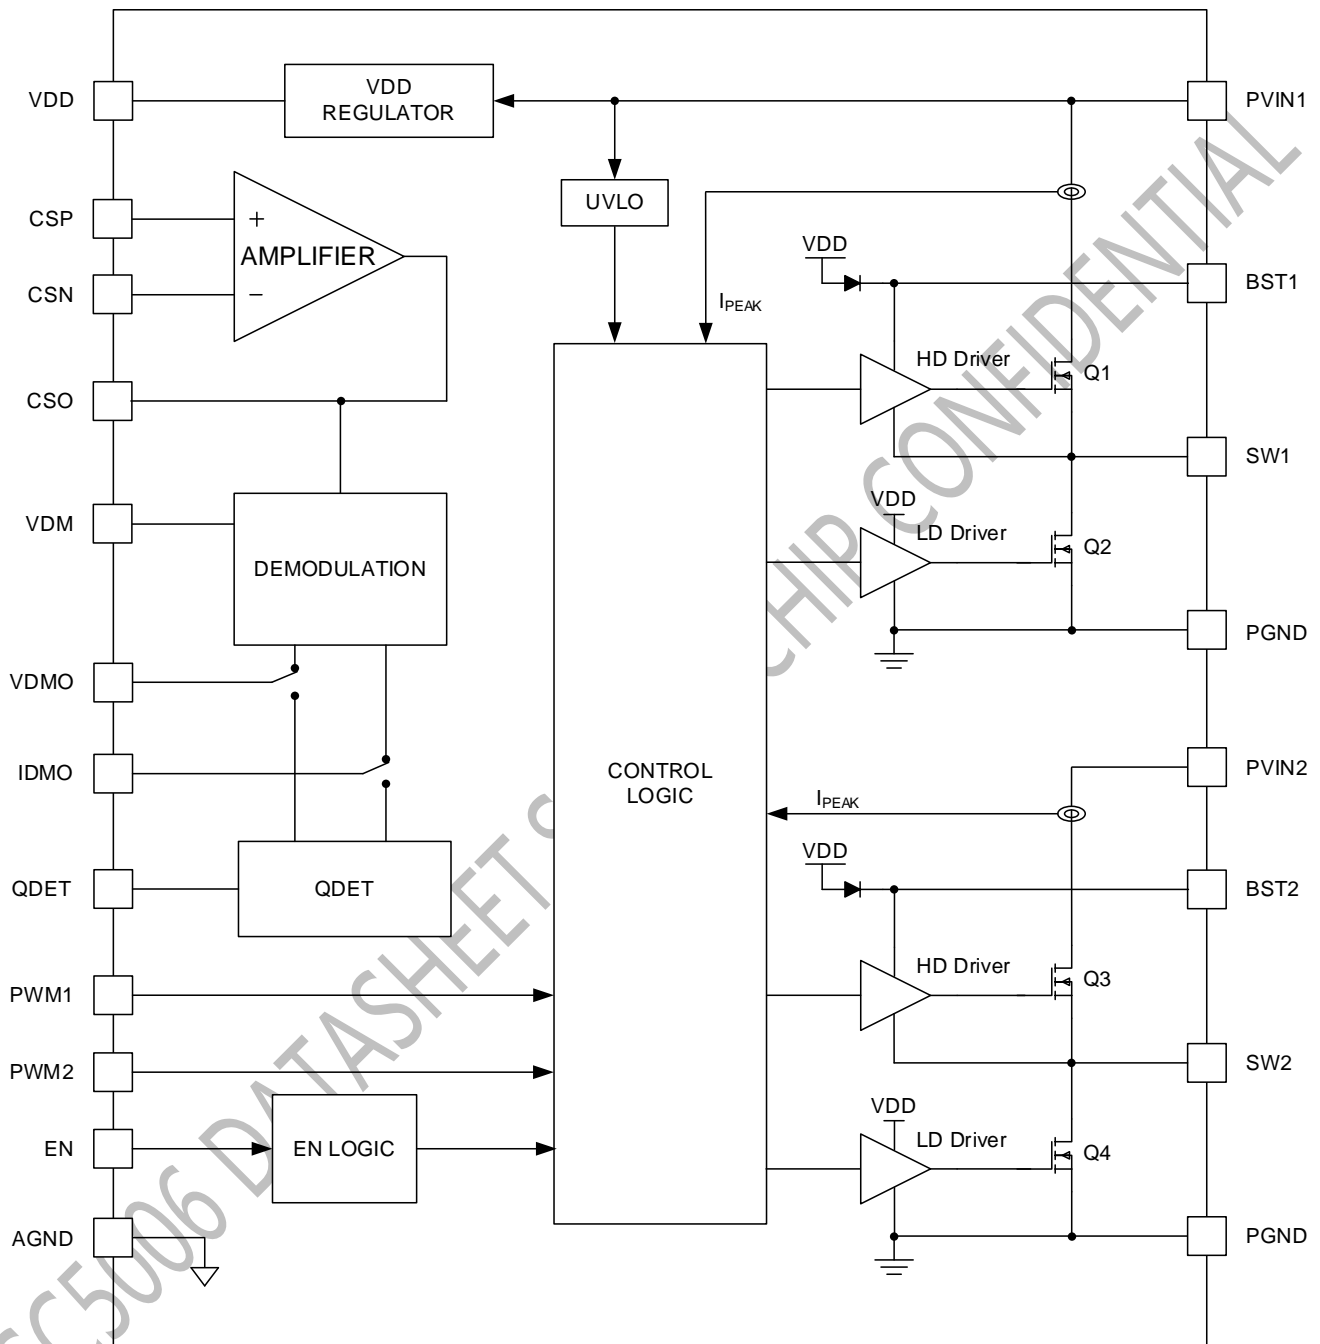 VDD
VDD
REGULATOR
PVIN1
CSP
+
AMPLIFIER
CSN
−
UVLO
VDD
BST1
IPEAK
HD Driver
Q1
CSO
SW1
VDM
DEMODULATION
VDD
LD Driver
Q2
PGND
VDMO
IDMO
CONTROL
LOGIC
PVIN2
IPEAK
VDD
QDET
QDET
BST2
HD Driver
Q3
PWM1
PWM2
SW2
EN
EN LOGIC
VDD
LD Driver
Q4
AGND
PGND
C5006 DATASHEET S
CHIP CONFIDENTIAL